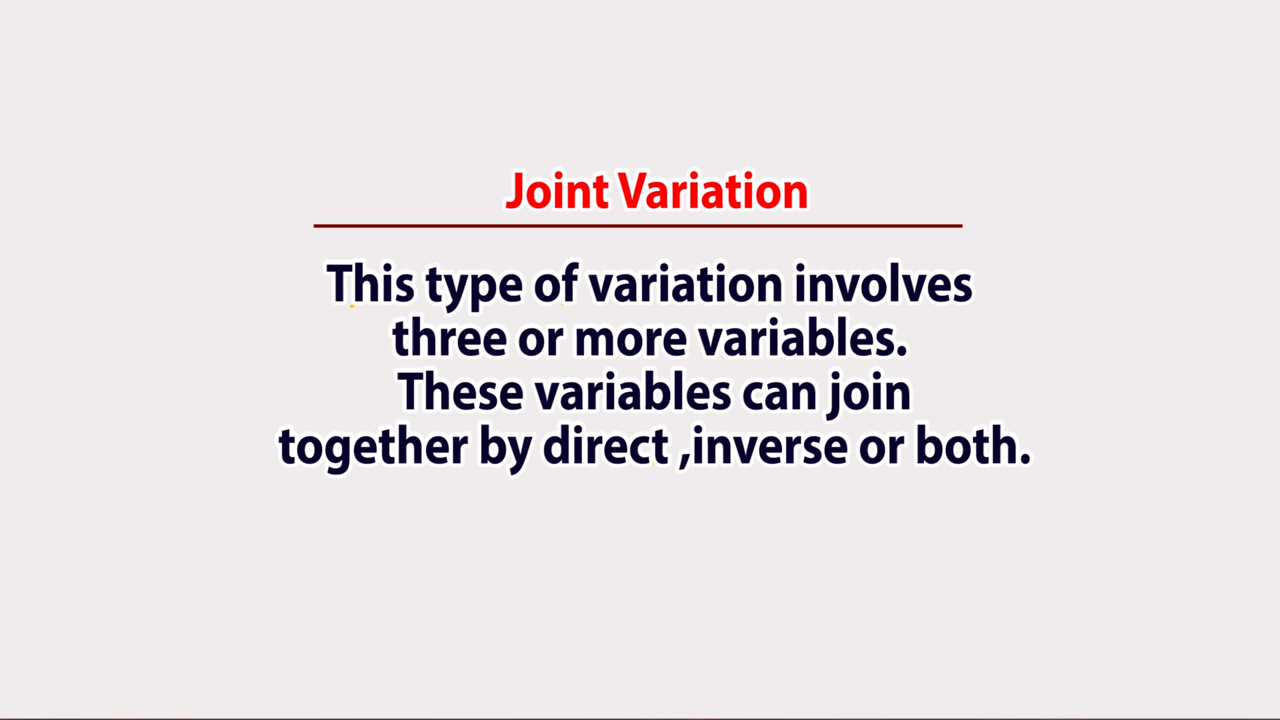 Joint Variation
This type of variation involves
three or more variables.
These variables can join
together by direct ,inverse or both.